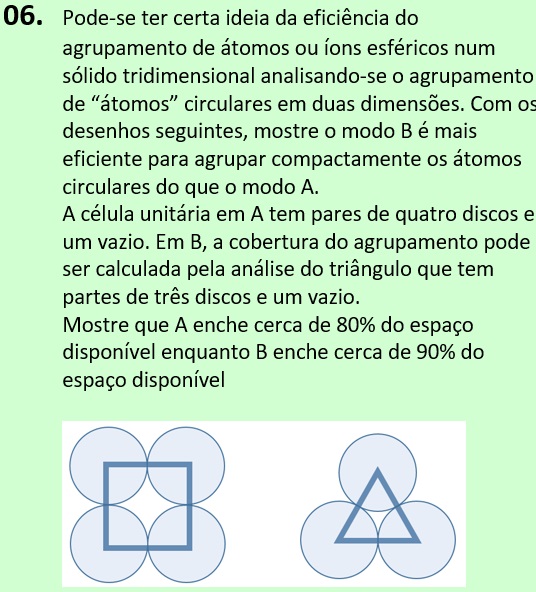 06. Pode-se ter certa ideia da eficiência do
agrupamento de átomos ou íons esféricos num
sólido tridimensional analisando-se o agrupamento
de “átomos” circulares em duas dimensões. Com os
desenhos seguintes, mostre o modo B é mais
eficiente para agrupar compactamente os átomos
circulares do que o modo A.
A célula unitária em A tem pares de quatro discos e
um vazio. Em B, a cobertura do agrupamento pode
ser calculada pela análise do triângulo que tem
partes de três discos e um vazio.
Mostre que A enche cerca de 80% do espaço
disponível enquanto B enche cerca de 90% do
espaço disponível